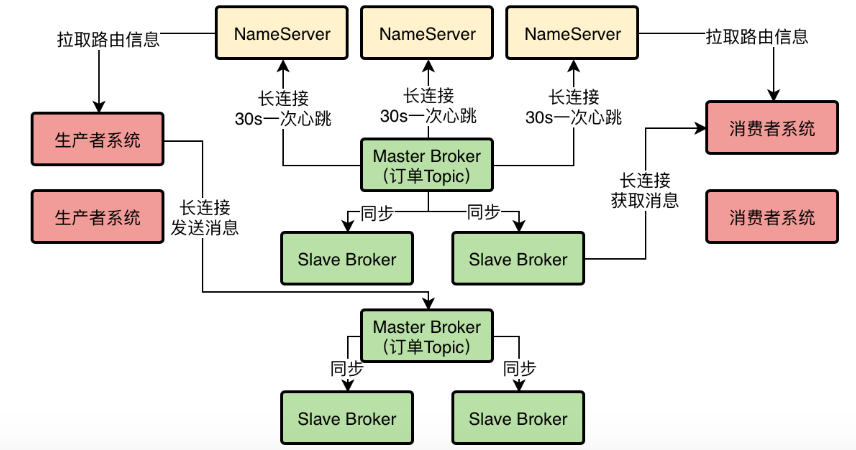 NameServer
NameServer
NameServer
拉取路由信息
拉取路由信息
长连接
30s一次心跳
长连接
30s一次心跳
长连接
30s一次心跳
生产者系统
消费者系统
Master Broker
（订单Topic）
长连接
获取消息
生产者系统
长连接
发送消息
消费者系统
同步
同步
Slave Broker
Slave Broker
Master Broker
（订单Topic）
同步
同步
Slave Broker
Slave Broker